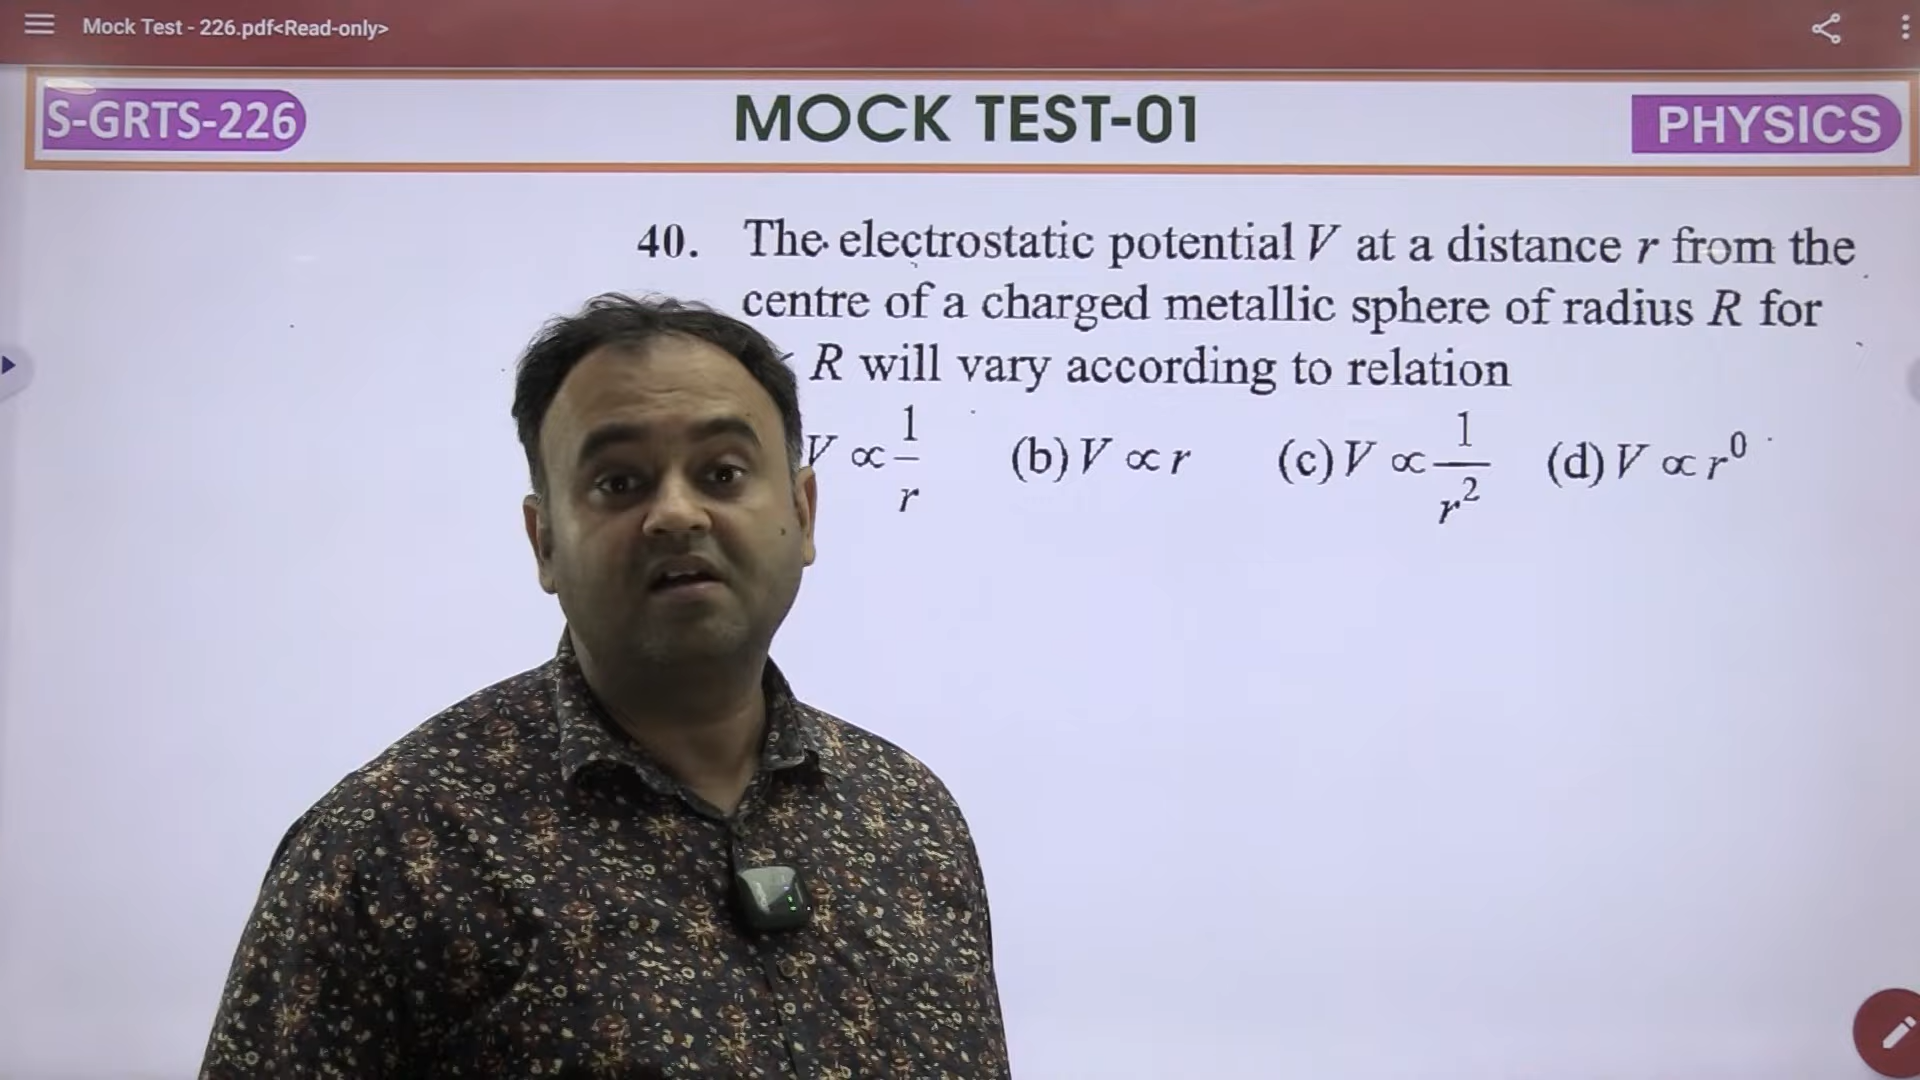 Mock Test - 226.pdf<Read-only>
S-GRTS-226
MOCK TEST-01
PHYSICS
40. The electrostatic potential V at a distance r from the
centre of a charged metallic sphere of radius R for
< R will vary according to relation
V ∝ 1/r (b) V ∝ r (c) V ∝ 1/r² (d) V ∝ r⁰